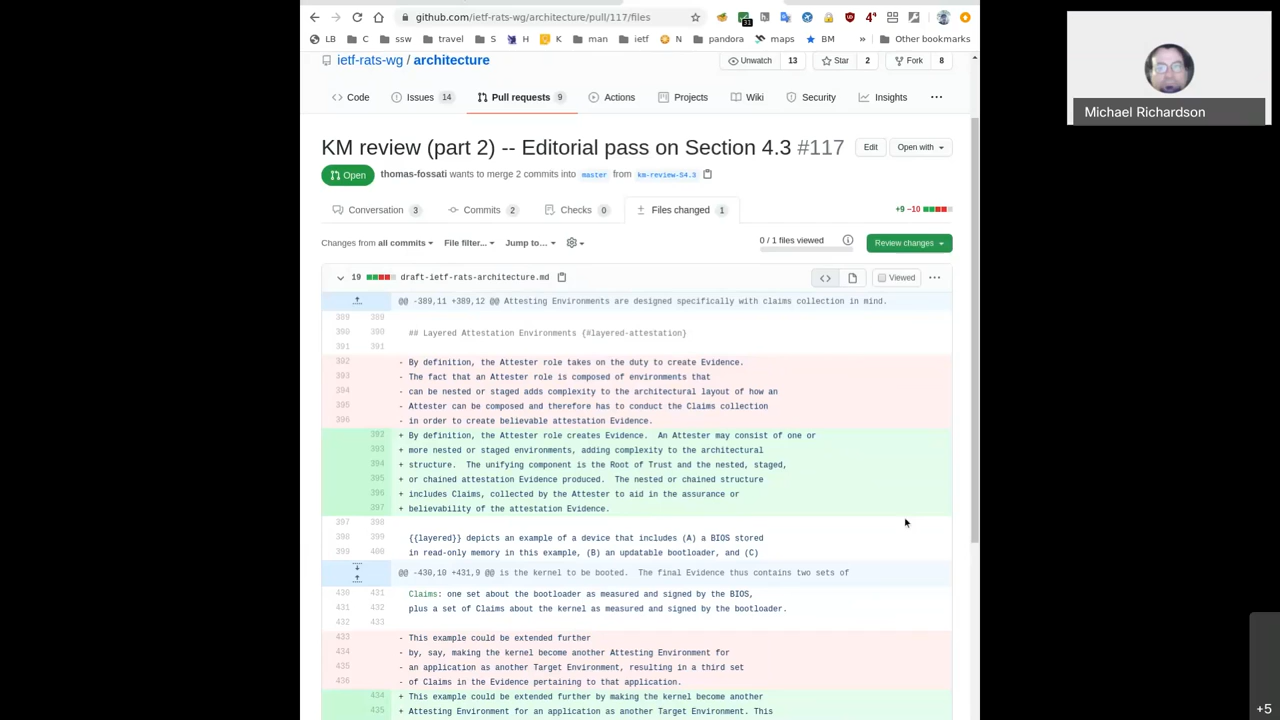 github.com/ietf-rats-wg/architecture/pull/117/files
31
LB C ssw travel S H K man ietf N pandora maps BM » Other bookmarks
ietf-rats-wg / architecture
Unwatch 13 Star 2 Fork 8
Code Issues 14 Pull requests 9 Actions Projects Wiki Security Insights
KM review (part 2) -- Editorial pass on Section 4.3 #117
Edit Open with
Open thomas-fossati wants to merge 2 commits into master from km-review-S4.3
Conversation 3 Commits 2 Checks 0 Files changed 1 +9 −10
Changes from all commits File filter... Jump to... 0 / 1 files viewed Review changes
19 draft-ietf-rats-architecture.md Viewed
@@ -389,11 +389,12 @@ Attesting Environments are designed specifically with claims collection in mind.
389 389
390 390 ## Layered Attestation Environments {#layered-attestation}
391 391
392 - By definition, the Attester role takes on the duty to create Evidence.
393 - The fact that an Attester role is composed of environments that
394 - can be nested or staged adds complexity to the architectural layout of how an
395 - Attester can be composed and therefore has to conduct the Claims collection
396 - in order to create believable attestation Evidence.
392 + By definition, the Attester role creates Evidence.  An Attester may consist of one or
393 + more nested or staged environments, adding complexity to the architectural
394 + structure.  The unifying component is the Root of Trust and the nested, staged,
395 + or chained attestation Evidence produced.  The nested or chained structure
396 + includes Claims, collected by the Attester to aid in the assurance or
397 + believability of the attestation Evidence.
397 398
398 399 {{layered}} depicts an example of a device that includes (A) a BIOS stored
399 400 in read-only memory in this example, (B) an updatable bootloader, and (C)
@@ -430,10 +431,9 @@ is the kernel to be booted.  The final Evidence thus contains two sets of
430 431 Claims: one set about the bootloader as measured and signed by the BIOS,
431 432 plus a set of Claims about the kernel as measured and signed by the bootloader.
432 433
433 - This example could be extended further
434 - by, say, making the kernel become another Attesting Environment for
435 - an application as another Target Environment, resulting in a third set
436 - of Claims in the Evidence pertaining to that application.
434 + This example could be extended further by making the kernel become another
435 + Attesting Environment for an application as another Target Environment. This
Michael Richardson
+5